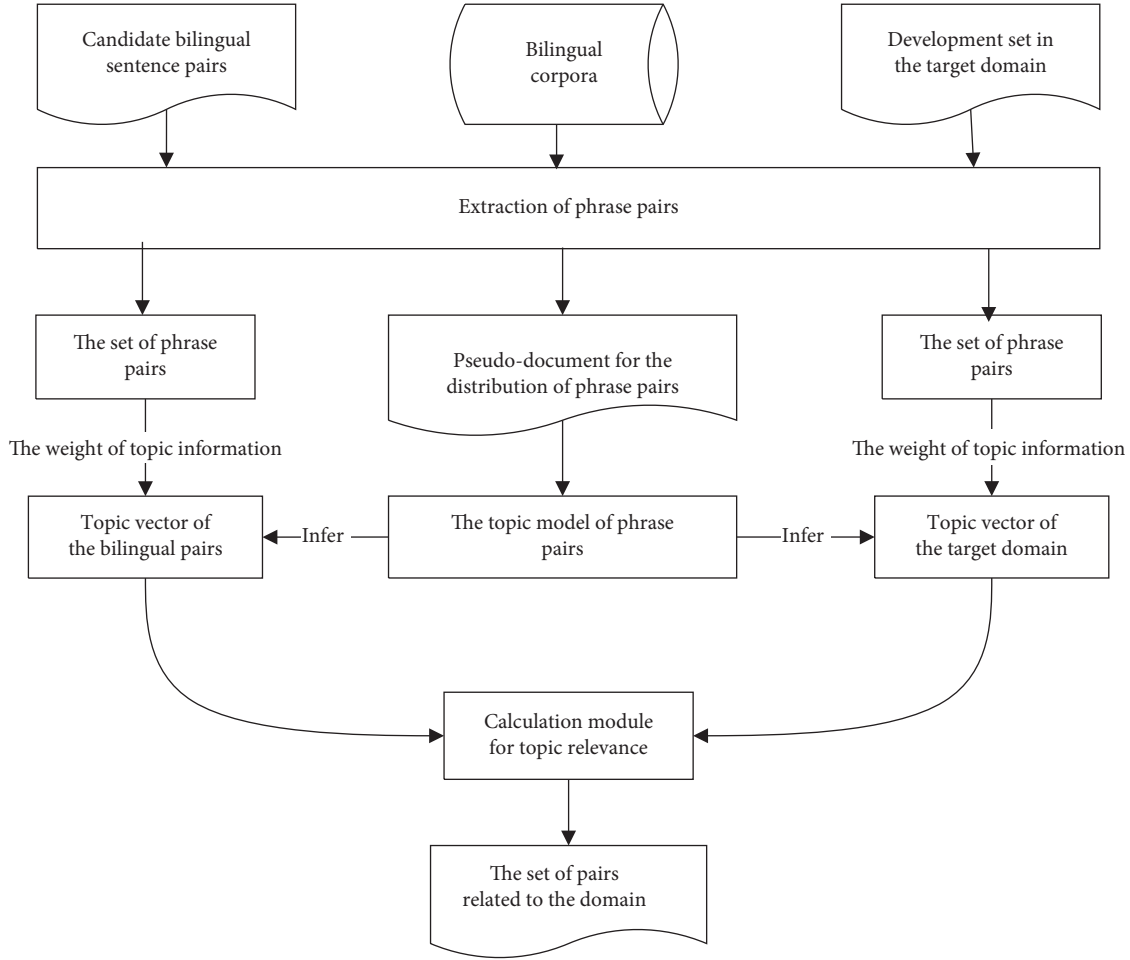 Candidate bilingual
sentence pairs
Bilingual
corpora
Development set in
the target domain
Extraction of phrase pairs
The set of phrase
pairs
Pseudo-document for the
distribution of phrase pairs
The set of phrase
pairs
The weight of topic information
The weight of topic information
Topic vector of
the bilingual pairs
Infer
The topic model of phrase
pairs
Infer
Topic vector of
the target domain
Calculation module
for topic relevance
The set of pairs
related to the domain